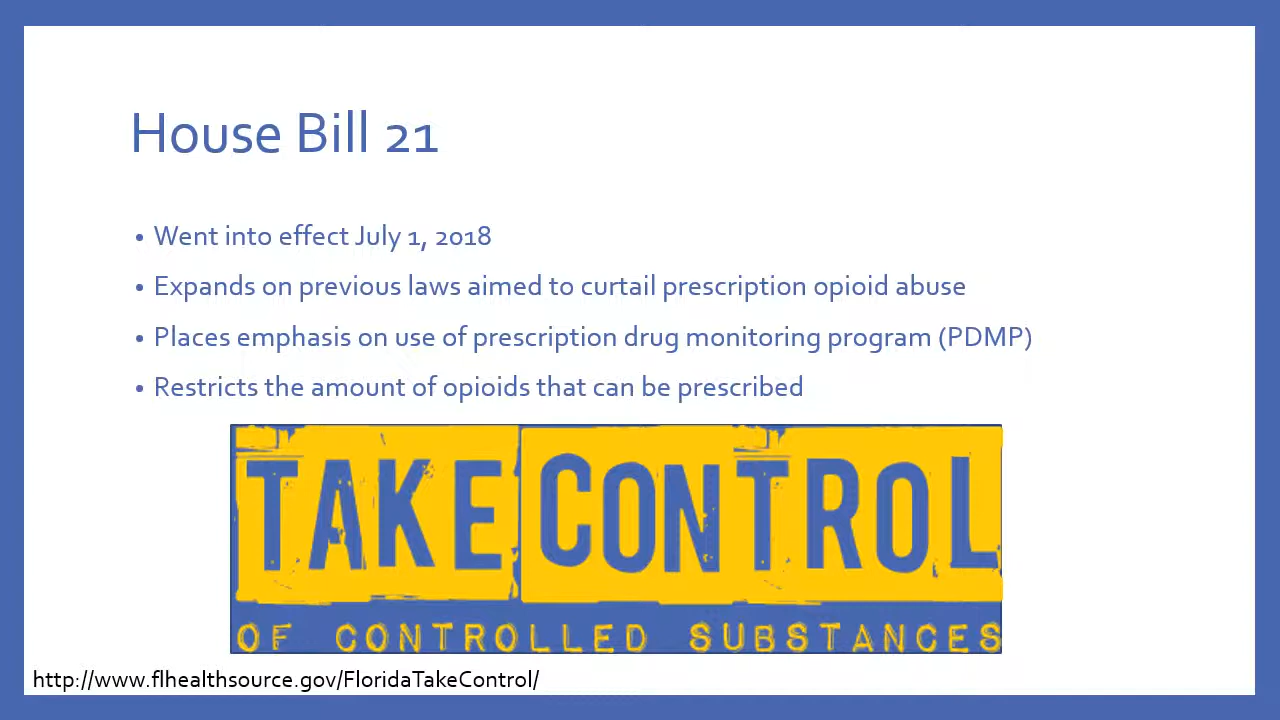 House Bill 21
• Went into effect July 1, 2018
• Expands on previous laws aimed to curtail prescription opioid abuse
• Places emphasis on use of prescription drug monitoring program (PDMP)
• Restricts the amount of opioids that can be prescribed
TAKE CONTROL
OF CONTROLLED SUBSTANCES
http://www.flhealthsource.gov/FloridaTakeControl/